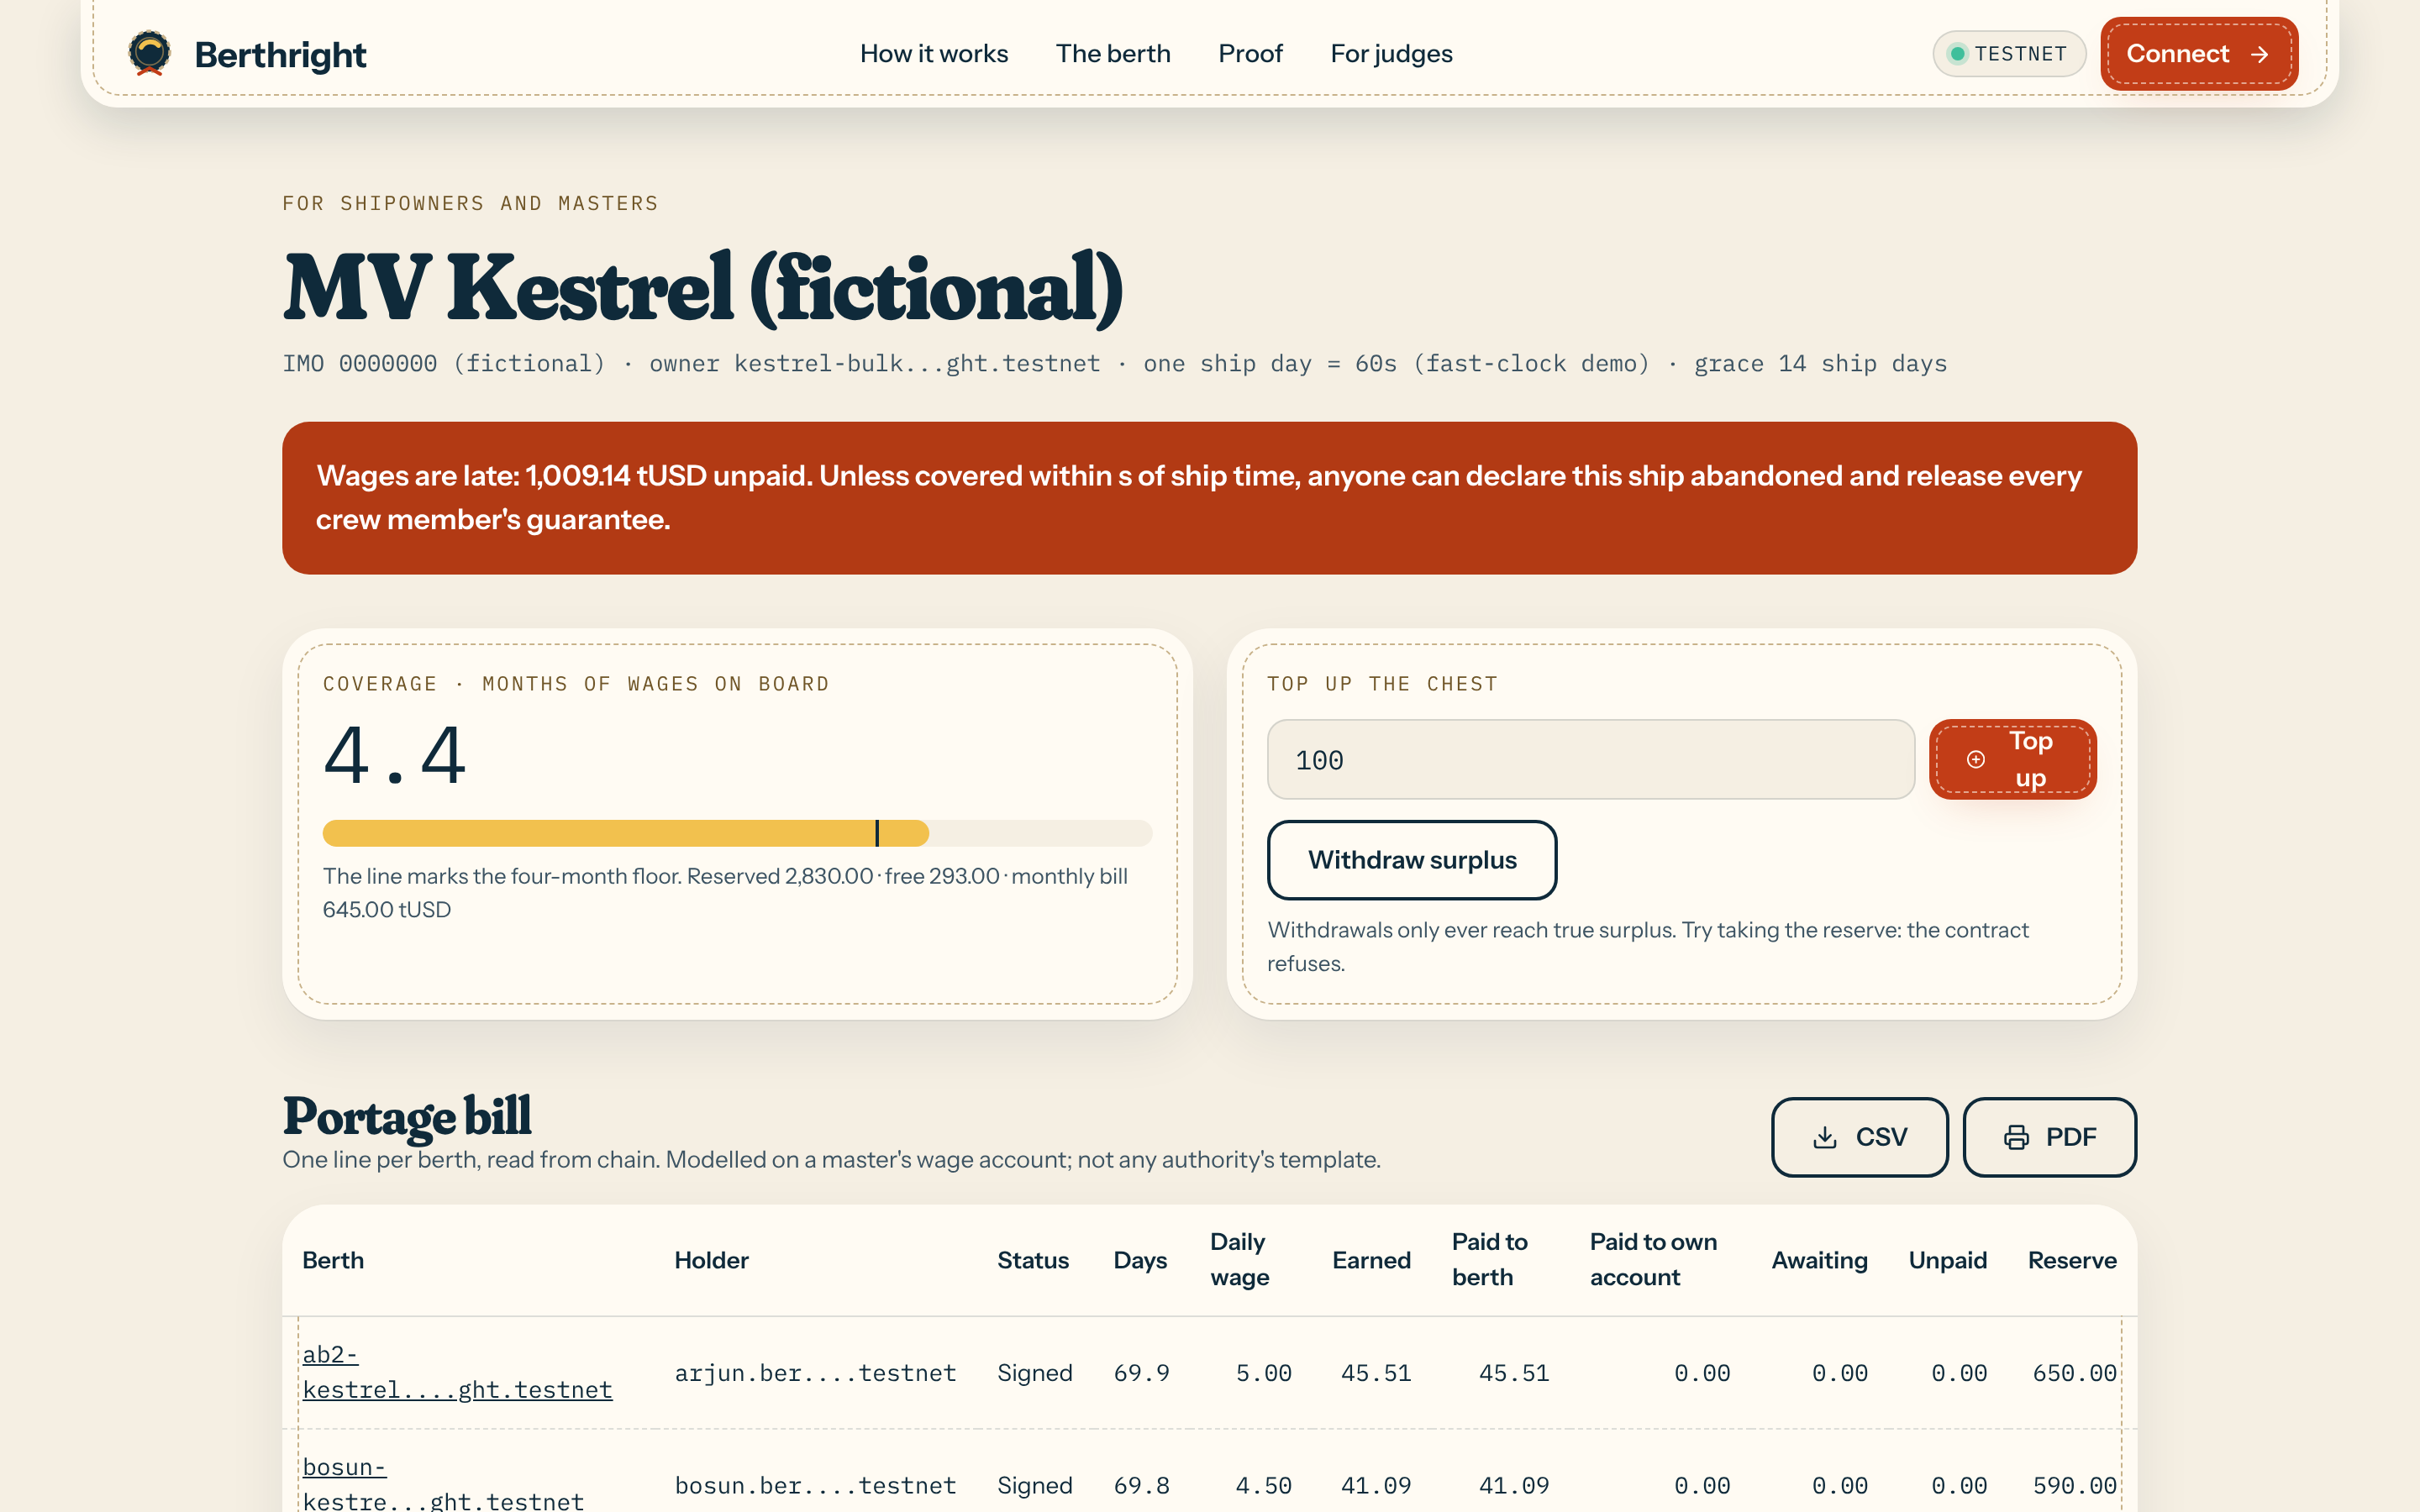 Berthright
How it works
The berth
Proof
For judges
TESTNET
Connect
FOR SHIPOWNERS AND MASTERS
MV Kestrel (fictional)
IMO 0000000 (fictional) · owner kestrel-bulk...ght.testnet · one ship day = 60s (fast-clock demo) · grace 14 ship days
Wages are late: 1,009.14 tUSD unpaid. Unless covered within s of ship time, anyone can declare this ship abandoned and release every
crew member's guarantee.
COVERAGE · MONTHS OF WAGES ON BOARD
4.4
The line marks the four-month floor. Reserved 2,830.00 · free 293.00 · monthly bill
645.00 tUSD
TOP UP THE CHEST
100
Top
up
Withdraw surplus
Withdrawals only ever reach true surplus. Try taking the reserve: the contract
refuses.
Portage bill
One line per berth, read from chain. Modelled on a master's wage account; not any authority's template.
CSV
PDF
Berth Holder Status Days Daily wage Earned Paid to berth Paid to own account Awaiting Unpaid Reserve
ab2-
kestrel....ght.testnet arjun.ber....testnet Signed 69.9 5.00 45.51 45.51 0.00 0.00 0.00 650.00
bosun-
kestre...ght.testnet bosun.ber....testnet Signed 69.8 4.50 41.09 41.09 0.00 0.00 0.00 590.00